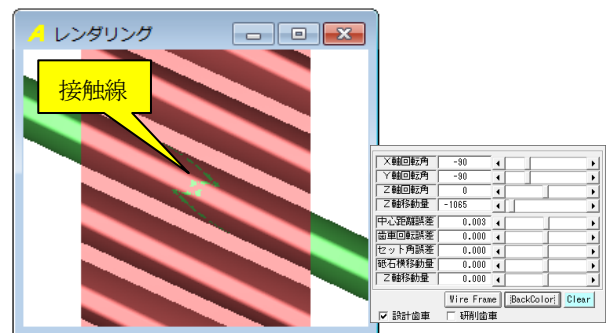 A レンダリング
接触線
X軸回転角 -90
Y軸回転角 -90
Z軸回転角 0
Z軸移動量 -1065
中心距離誤差 0.003
歯車回転誤差 0.000
セット角誤差 0.000
砥石横移動量 0.000
Z軸移動量 0.000
Wire Frame BackColor Clear
設計歯車 研削歯車